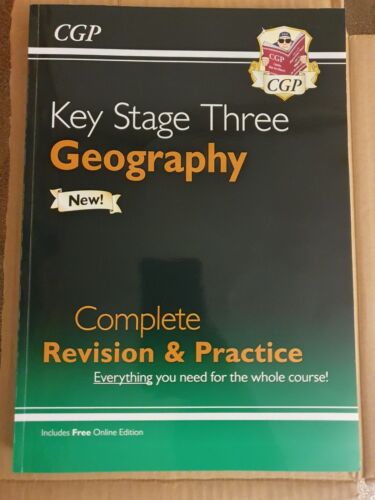 CGP
CGP
CGP
Key Stage Three
Geography
New!
Complete
Revision & Practice
Everything you need for the whole course!
Includes Free Online Edition